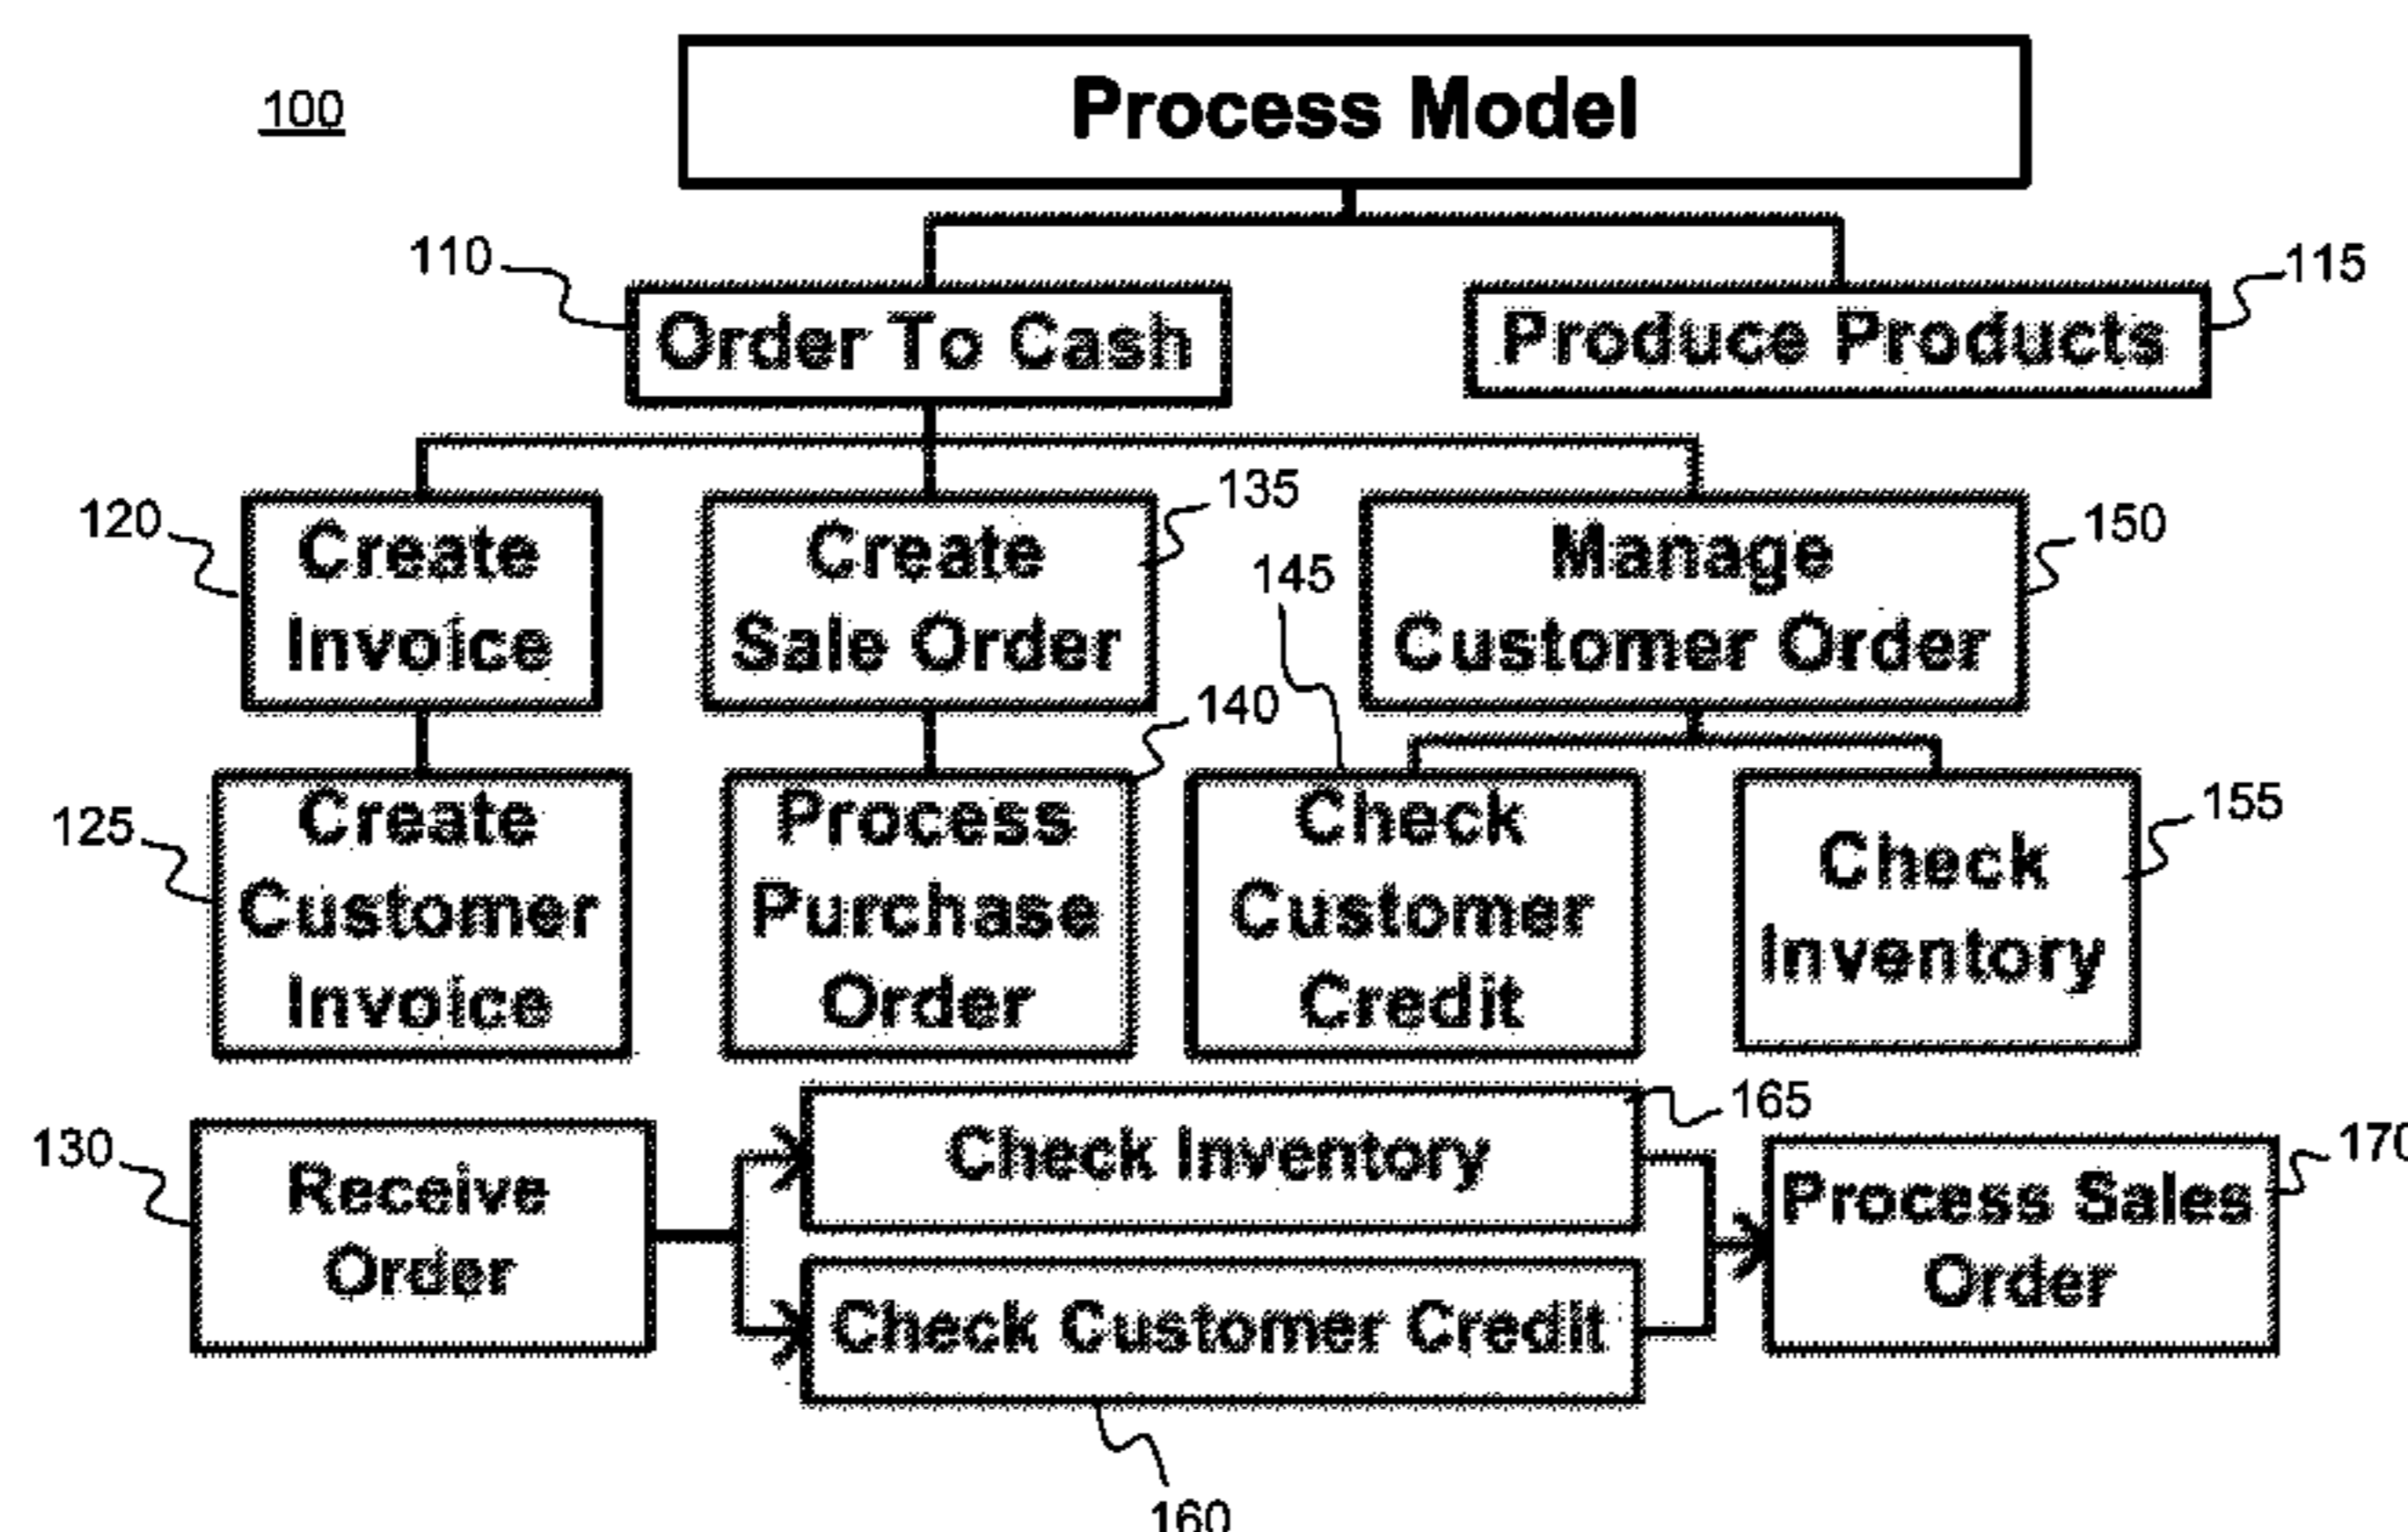 100
Process Model
110
115
Order To Cash
Produce Products
120
135
150
Create
Invoice
Create
Sale Order
145
Manage
Customer Order
125
Create
Customer
Invoice
140
Process
Purchase
Order
Check
Customer
Credit
155
Check
Inventory
130
Receive
Order
165
Check Inventory
Check Customer Credit
160
170
Process Sales
Order